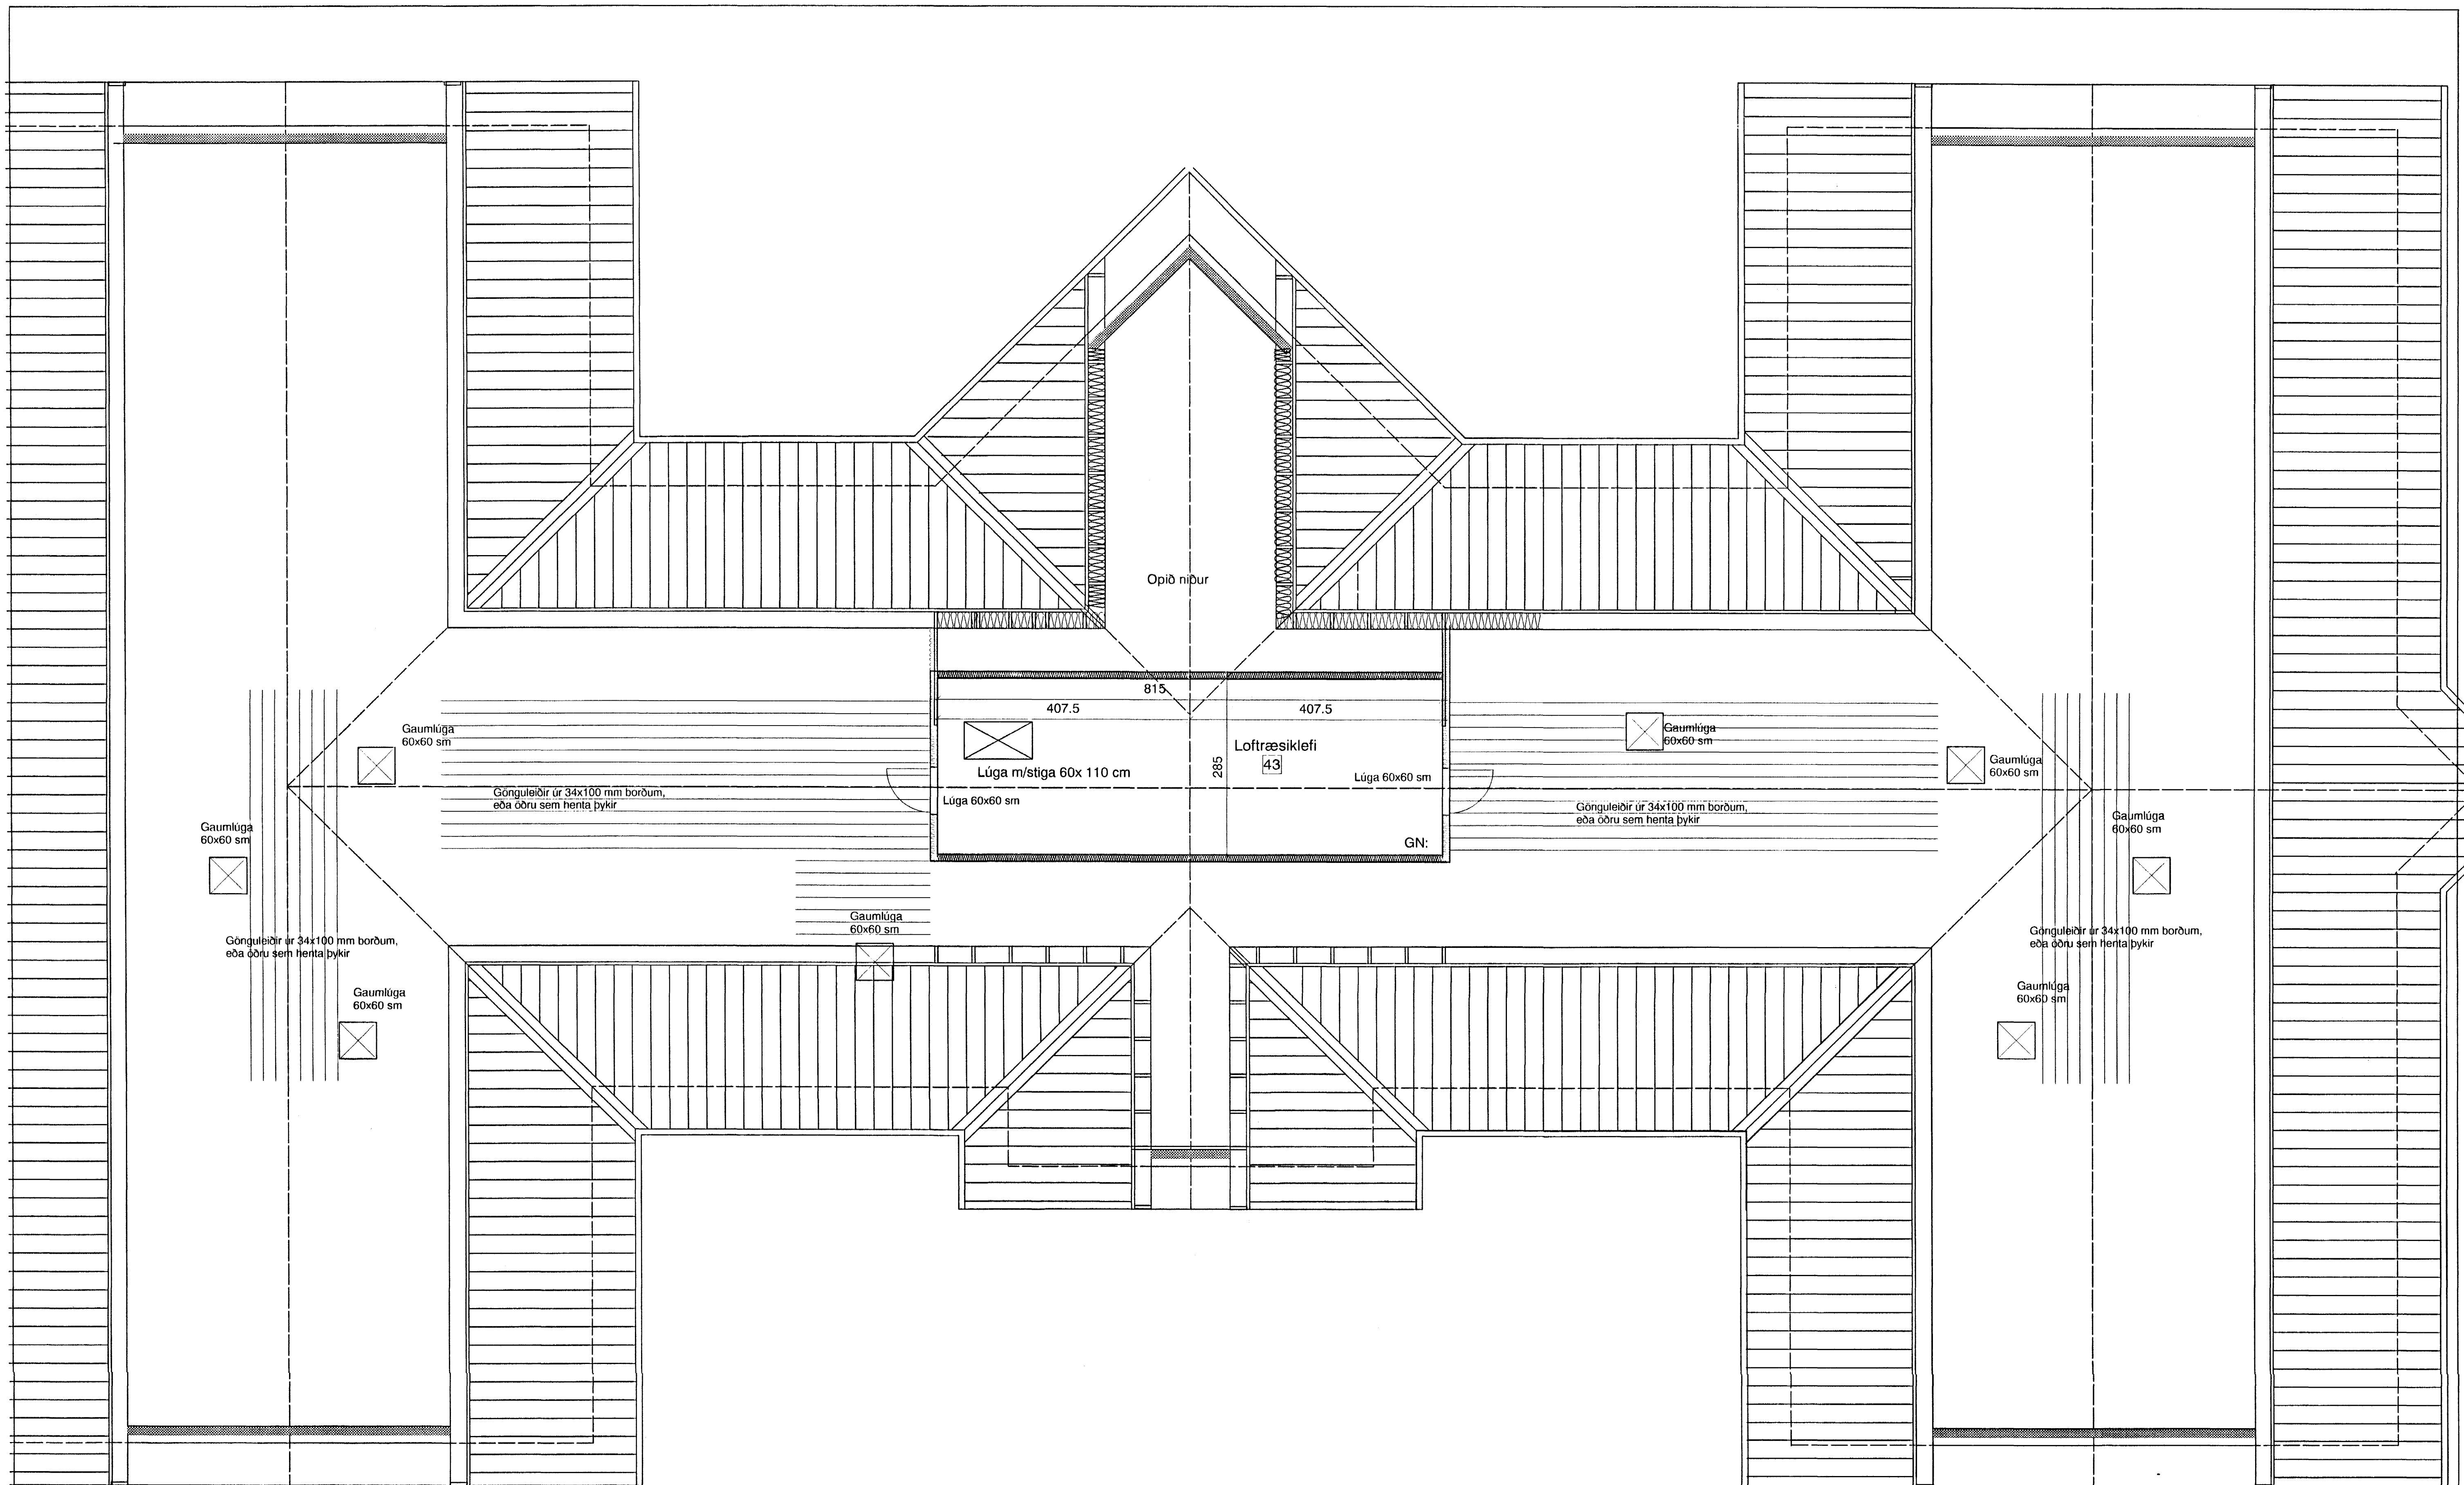 Opið niður
815
407.5
407.5
Gaumlúga
60x60 sm
Gaumlúga
60x60 sm
Loftræsiklefi
43
285
Lúga m/stiga 60x 110 cm
Lúga 60x60 sm
Gaumlúga
60x60 sm
Gönguleiðir úr 34x100 mm borðum,
eða öðru sem henta þykir
Lúga 60x60 sm
Gönguleiðir úr 34x100 mm borðum,
eða öðru sem henta þykir
Gaumlúga
60x60 sm
Gaumlúga
60x60 sm
GN:
Gaumlúga
60x60 sm
Gönguleiðir úr 34x100 mm borðum,
eða öðru sem henta þykir
Gönguleiðir úr 34x100 mm borðum,
eða öðru sem henta þykir
Gaumlúga
60x60 sm
Gaumlúga
60x60 sm